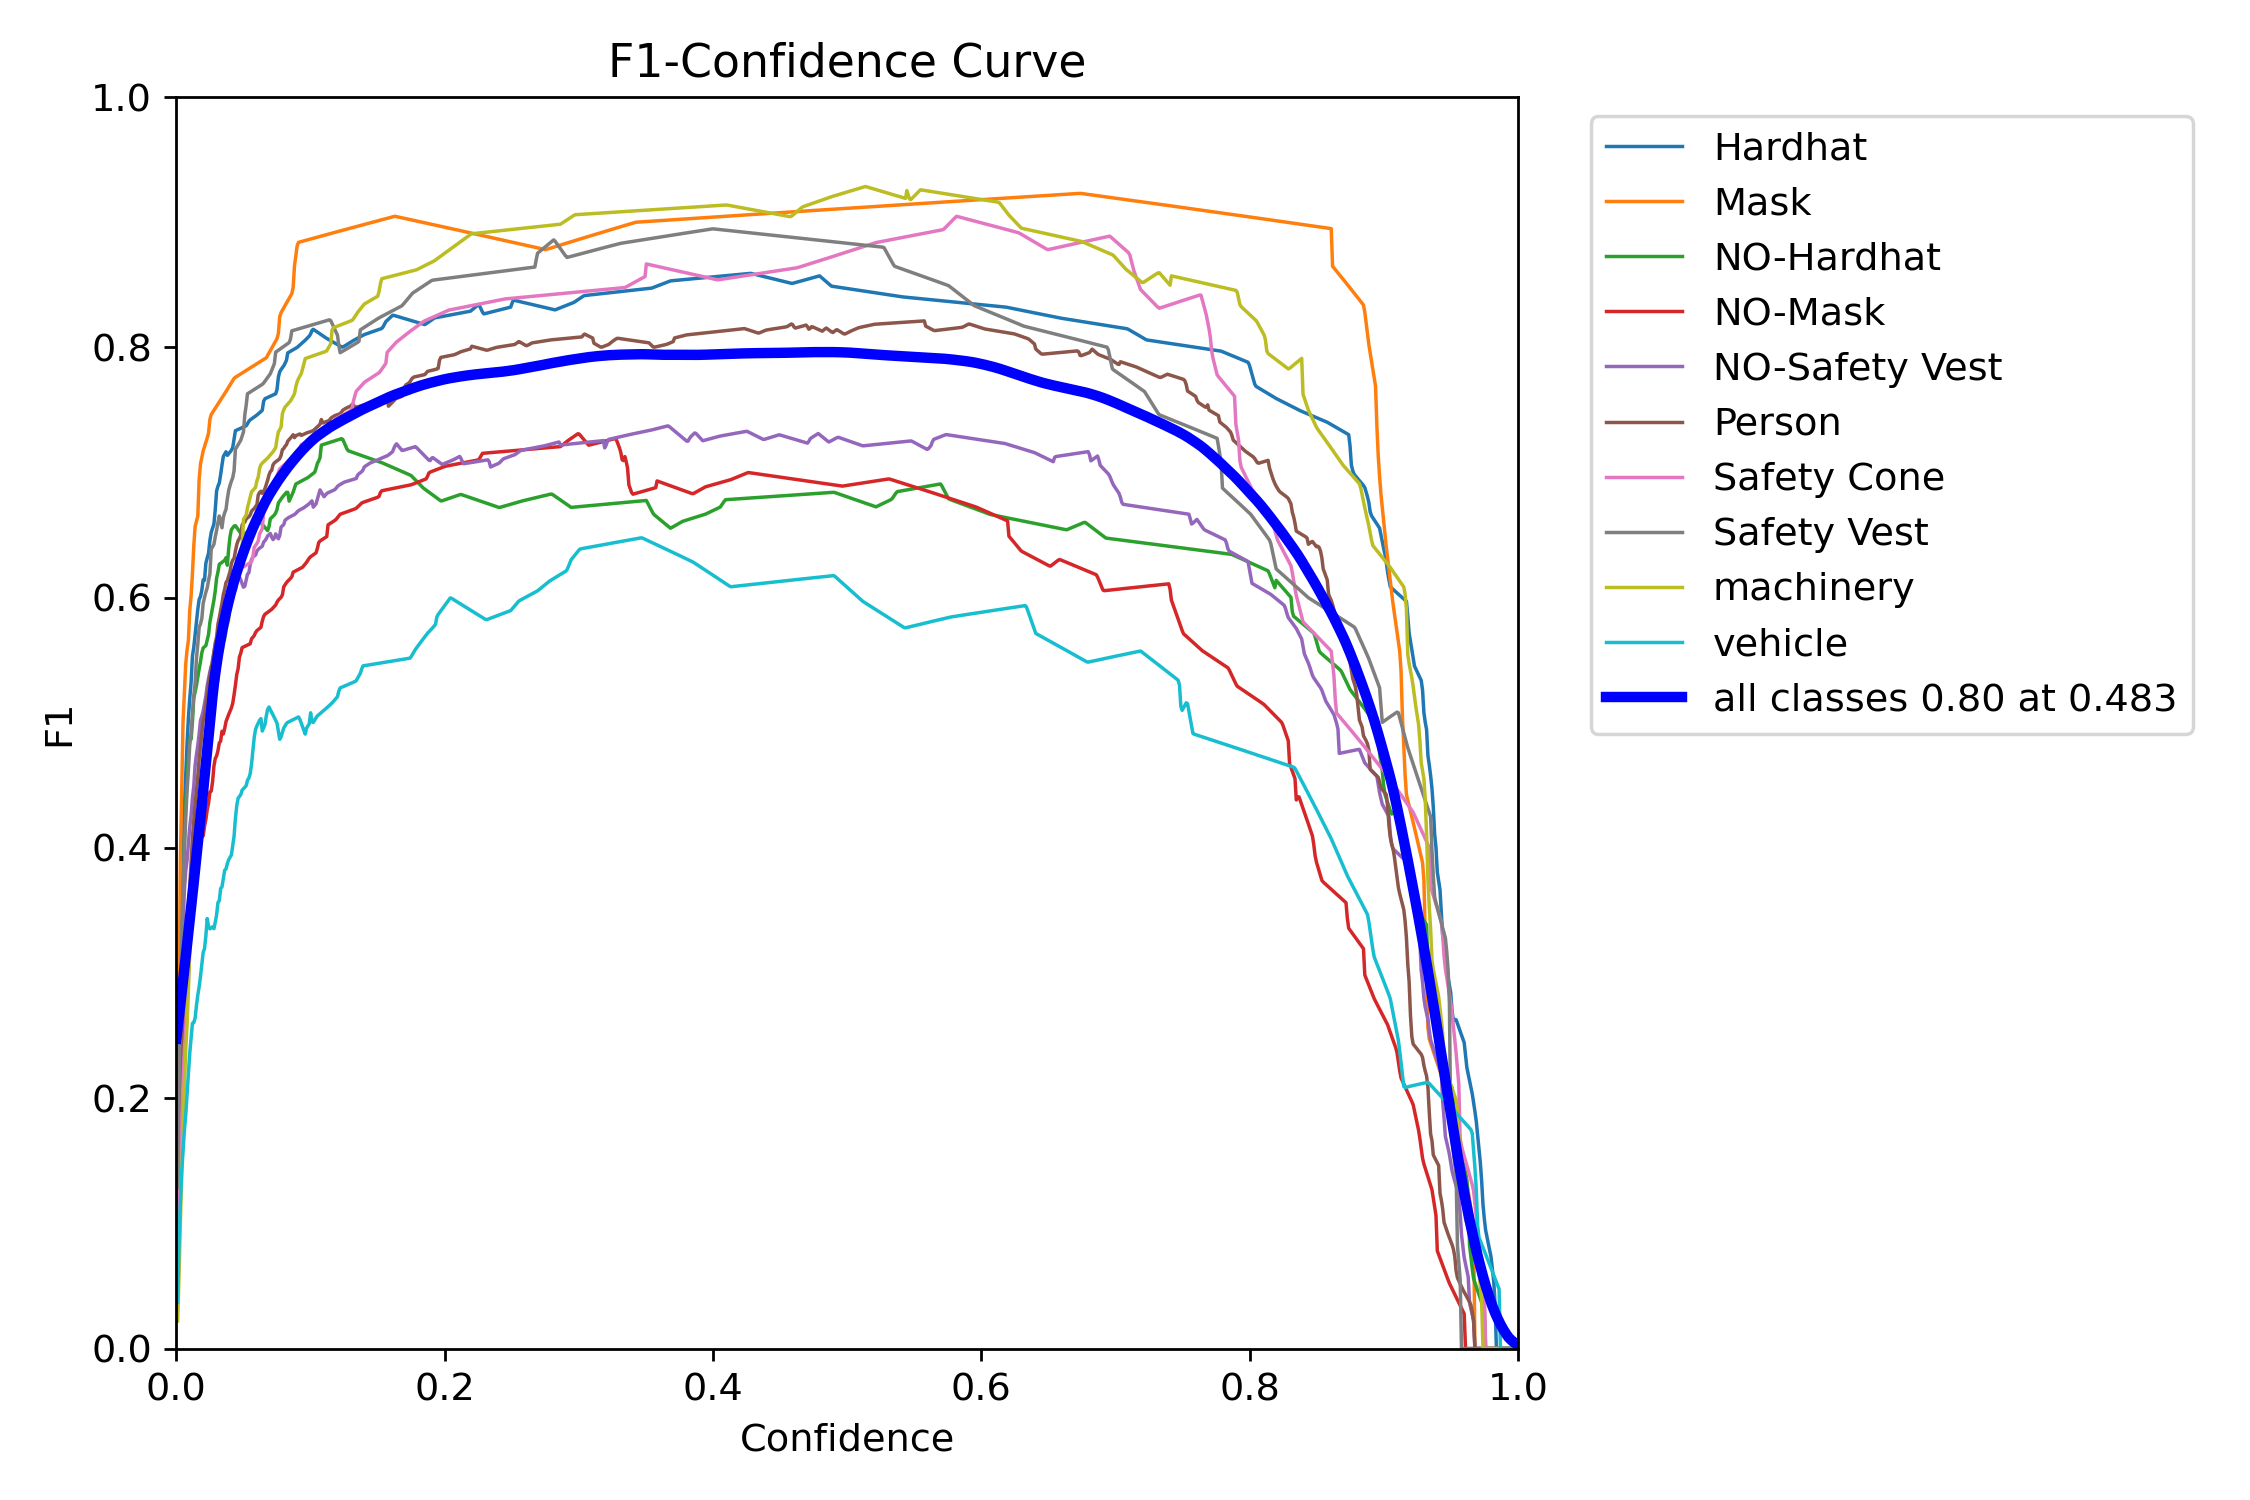 F1-Confidence Curve
1.0
0.8
0.6
0.4
0.2
0.0
F1
0.0 0.2 0.4 0.6 0.8 1.0
Confidence
Hardhat
Mask
NO-Hardhat
NO-Mask
NO-Safety Vest
Person
Safety Cone
Safety Vest
machinery
vehicle
all classes 0.80 at 0.483